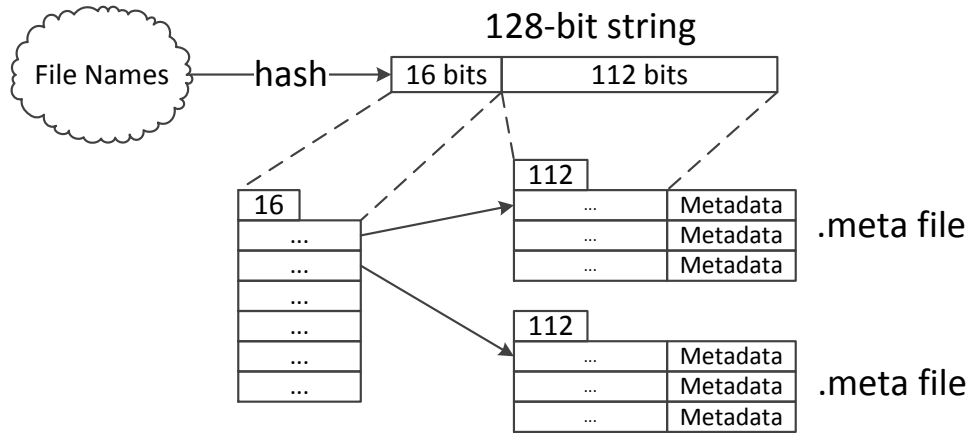 128-bit string
File Names
hash
16 bits
112 bits
112
16
... Metadata
... Metadata
... Metadata
.meta file
...
...
...
...
...
...
112
... Metadata
... Metadata
... Metadata
.meta file